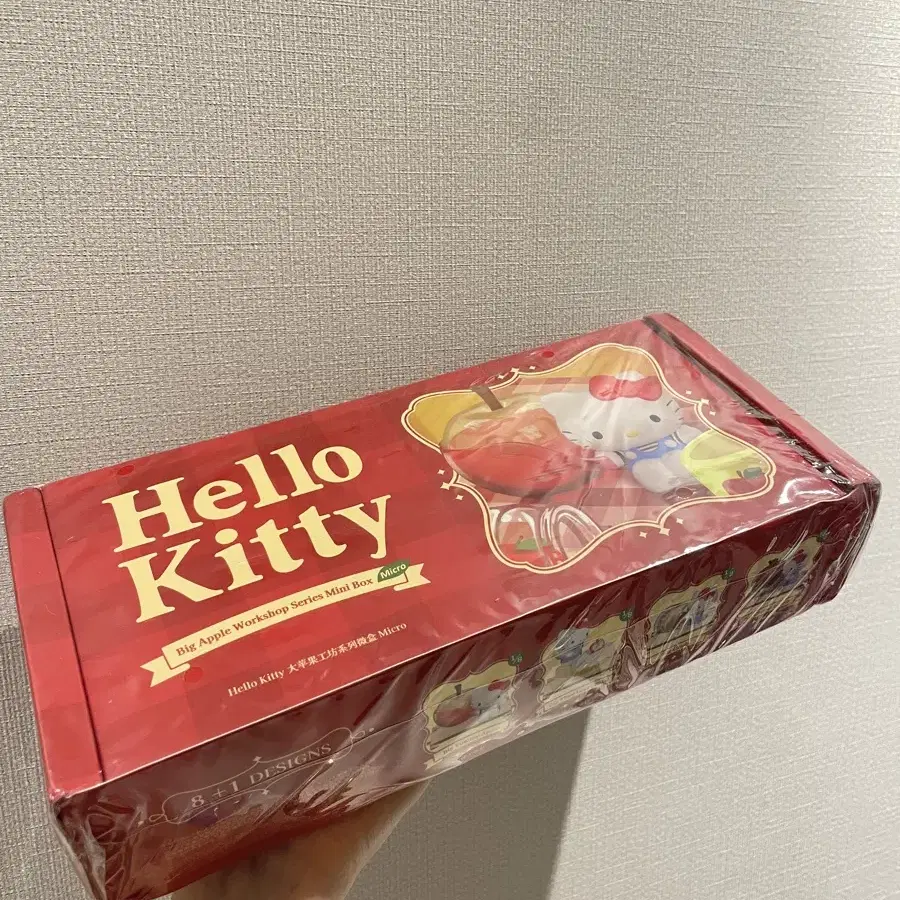 Hello
Kitty
Big Apple Workshop Series Mini Box Micro
Hello Kitty 大苹果工坊系列微盒 Micro
8+1 DESIGNS